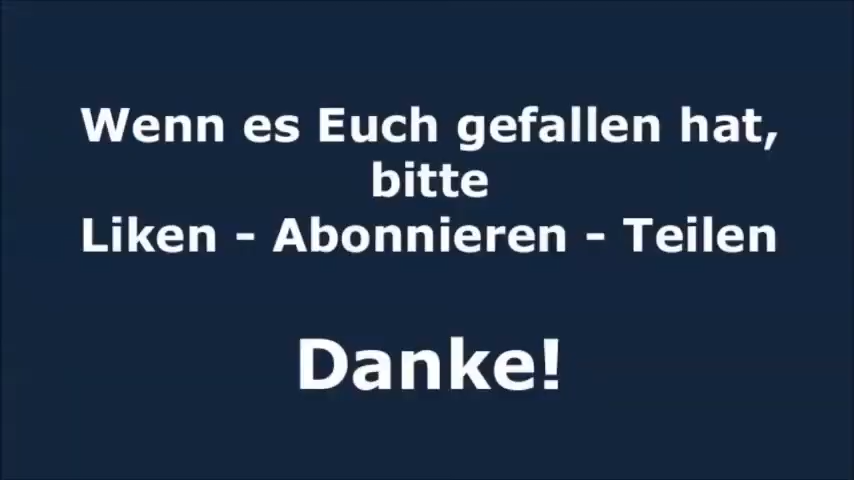 Wenn es Euch gefallen hat,
bitte
Liken - Abonnieren - Teilen
Danke!